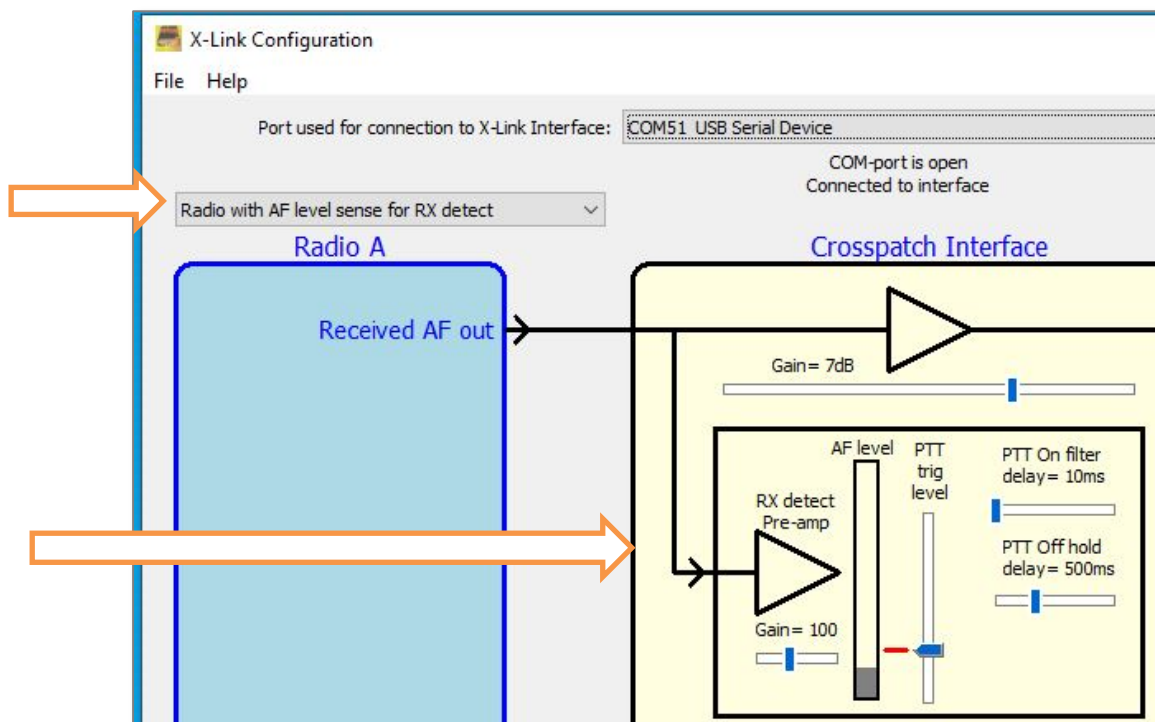 X-Link Configuration
File Help
Port used for connection to X-Link Interface: COM51 USB Serial Device
COM-port is open
Connected to interface
Radio with AF level sense for RX detect
Radio A
Crosspatch Interface
Received AF out
Gain= 7dB
AF level
PTT
trig
level
PTT On filter
delay= 10ms
RX detect
Pre-amp
PTT Off hold
delay= 500ms
Gain= 100